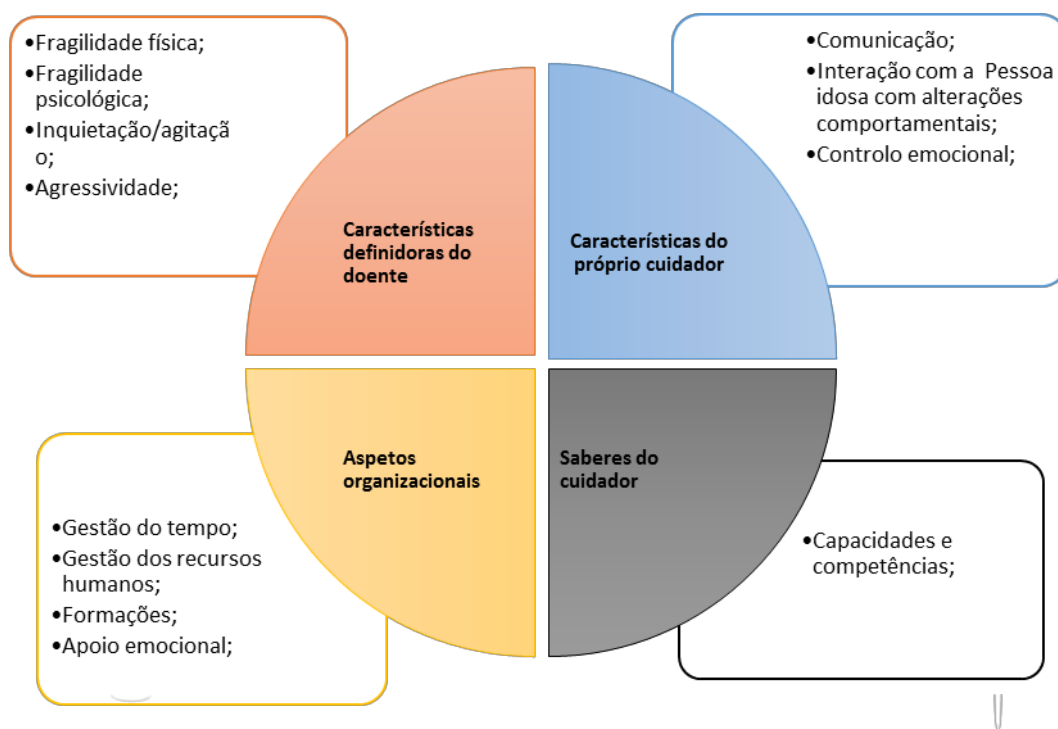 •Fragilidade física;
•Fragilidade
psicológica;
•Inquietação/agitaçã
o;
•Agressividade;
•Comunicação;
•Interação com a Pessoa
idosa com alterações
comportamentais;
•Controlo emocional;
Características
definidoras do
doente
Características do
próprio cuidador
Aspetos
organizacionais
Saberes do
cuidador
•Gestão do tempo;
•Gestão dos recursos
humanos;
•Formações;
•Apoio emocional;
•Capacidades e
competências;